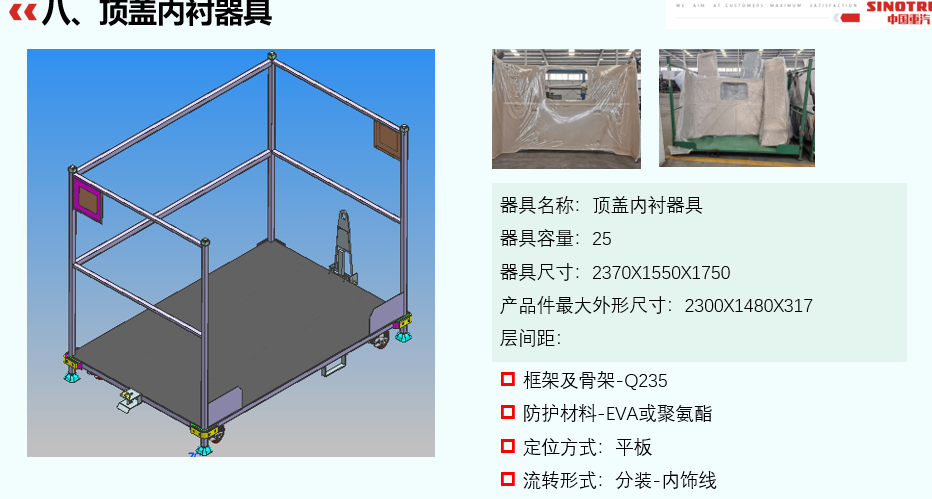 八、顶盖内衬器具
WE AIM AT CUSTOMERS' MAXIMUM SATISFACTION
SINOTRU
中国重汽
器具名称：顶盖内衬器具
器具容量：25
器具尺寸：2370X1550X1750
产品件最大外形尺寸：2300X1480X317
层间距：
框架及骨架-Q235
防护材料-EVA或聚氨酯
定位方式：平板
流转形式：分装-内饰线